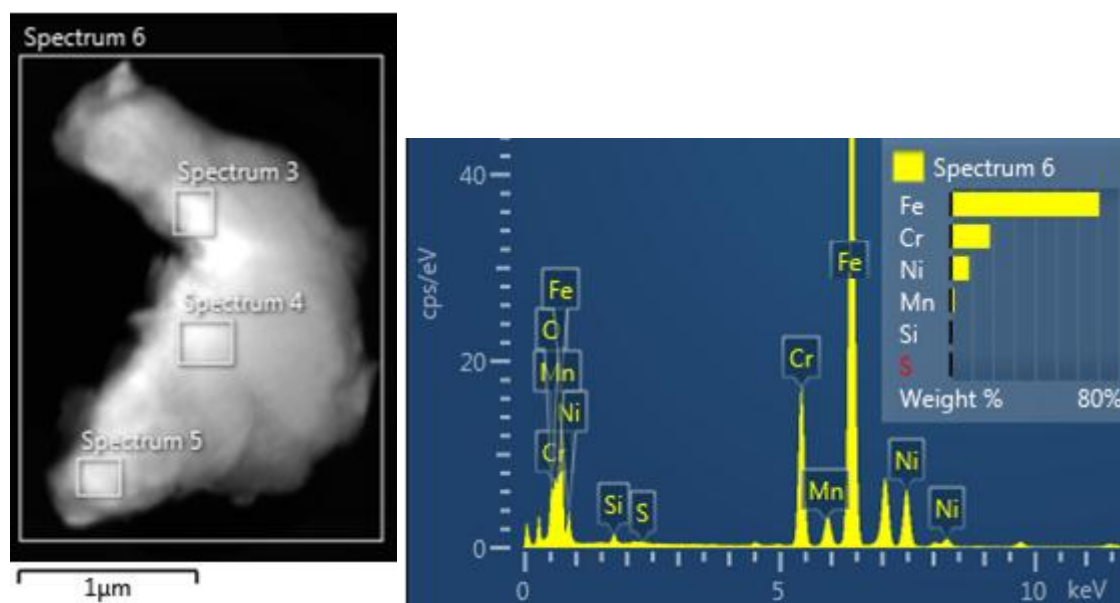 Spectrum 6
Spectrum 3
Spectrum 4
Spectrum 5
1μm
cps/eV
40
20
0
Fe
O
Mn
Ni
Cr
Si
S
Cr
Mn
Fe
Ni
Ni
0
5
10
keV
Spectrum 6
Fe
Cr
Ni
Mn
Si
S
Weight %
80%